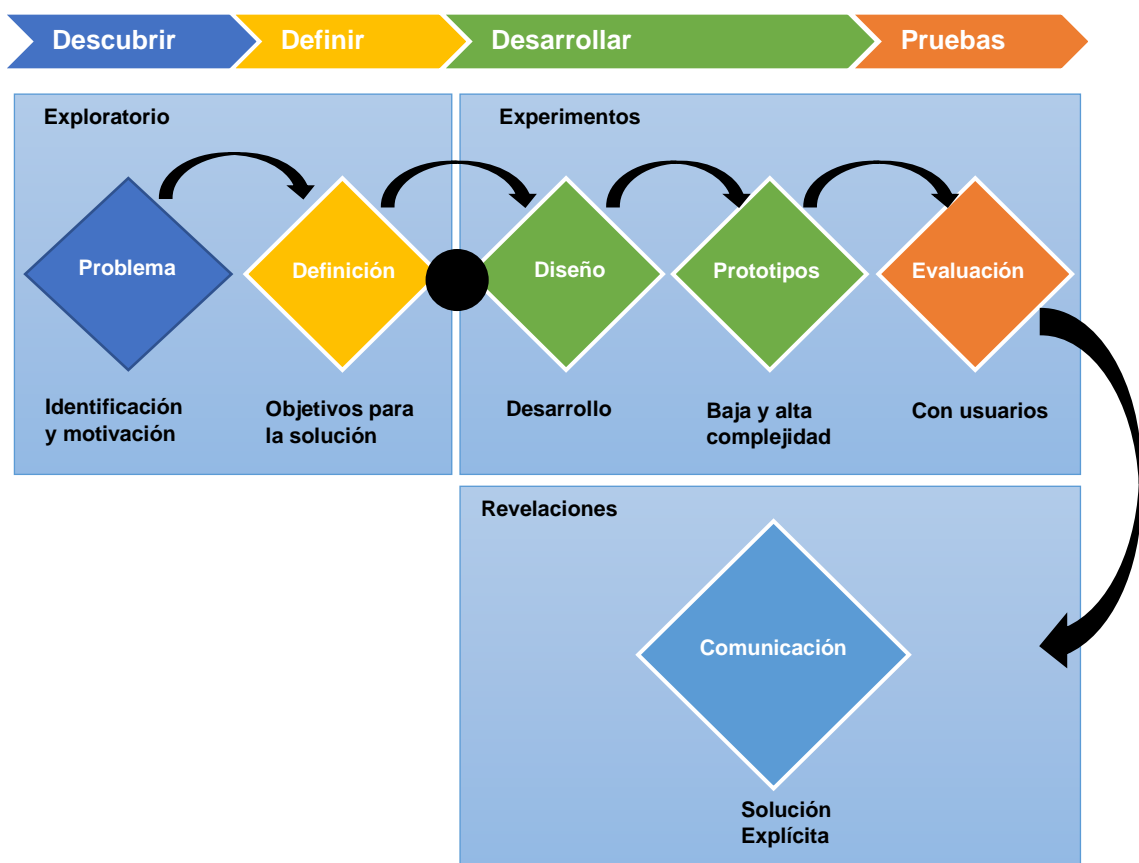 Descubrir
Definir
Desarrollar
Pruebas
Exploratorio
Experimentos
Problema
Definición
Diseño
Prototipos
Evaluación
Identificación
y motivación
Objetivos para
la solución
Desarrollo
Baja y alta
complejidad
Con usuarios
Revelaciones
Comunicación
Solución
Explícita